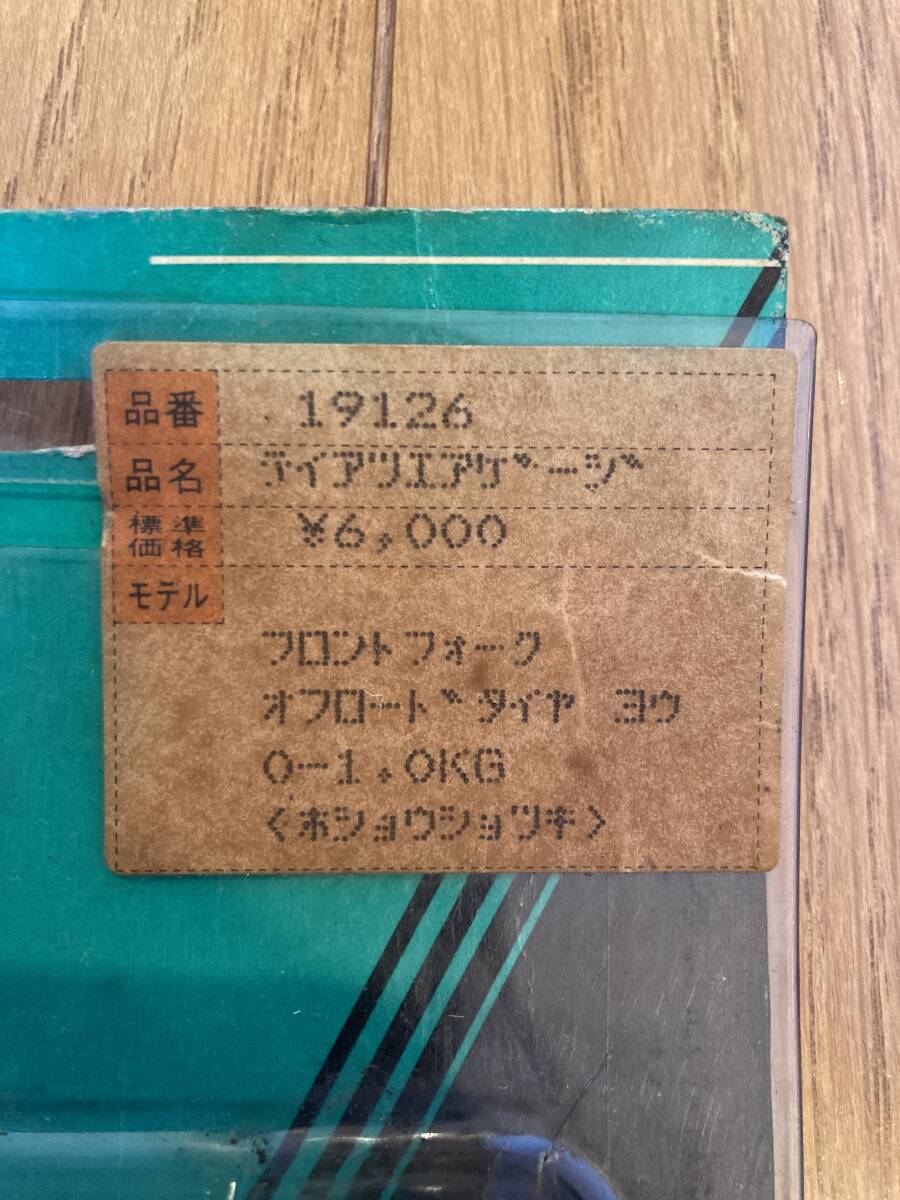 品番 19126
品名 テイアツエアゲージ
標準価格 ¥6,000
モデル
フロントフォーク
オフロードタイヤ ヨウ
0-1.0KG
<ホショウショツキ>